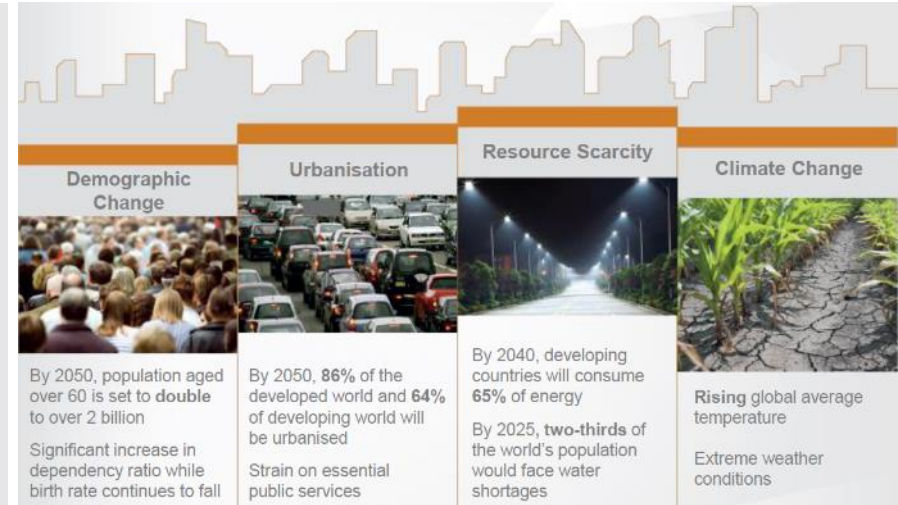 Demographic
Change
By 2050, population aged
over 60 is set to double
to over 2 billion
Significant increase in
dependency ratio while
birth rate continues to fall
Urbanisation
By 2050, 86% of the
developed world and 64%
of developing world will
be urbanised
Strain on essential
public services
Resource Scarcity
By 2040, developing
countries will consume
65% of energy
By 2025, two-thirds of
the world's population
would face water
shortages
Climate Change
Rising global average
temperature
Extreme weather
conditions